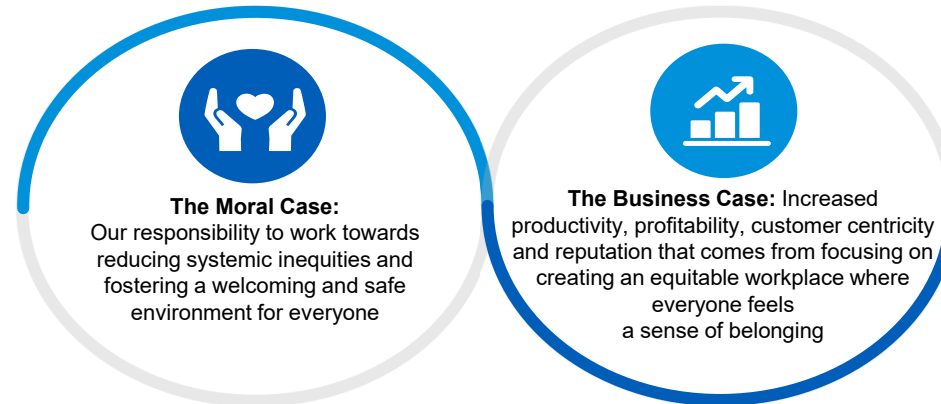 The Moral Case:
Our responsibility to work towards
reducing systemic inequities and
fostering a welcoming and safe
environment for everyone
The Business Case: Increased
productivity, profitability, customer centricity
and reputation that comes from focusing on
creating an equitable workplace where
everyone feels
a sense of belonging